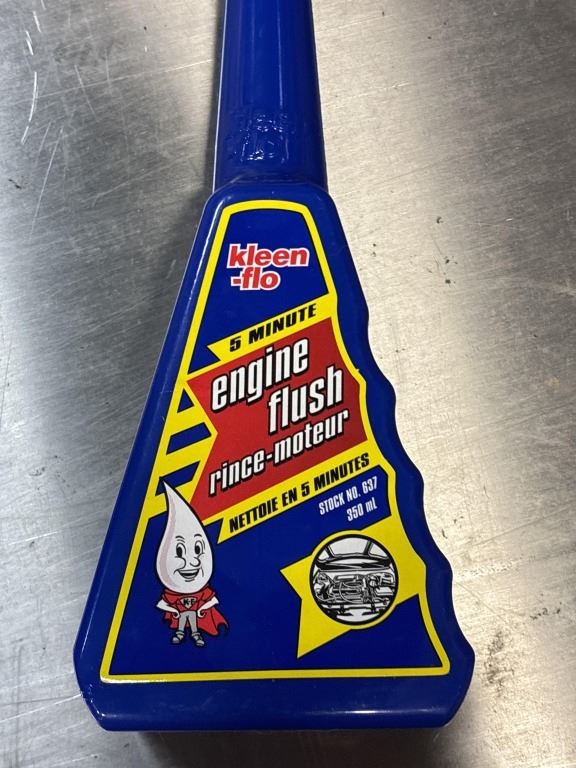 kleen
-flo
5 MINUTE
engine
flush
rince-moteur
NETTOIE EN 5 MINUTES
STOCK NO. 637
350 mL
K-F